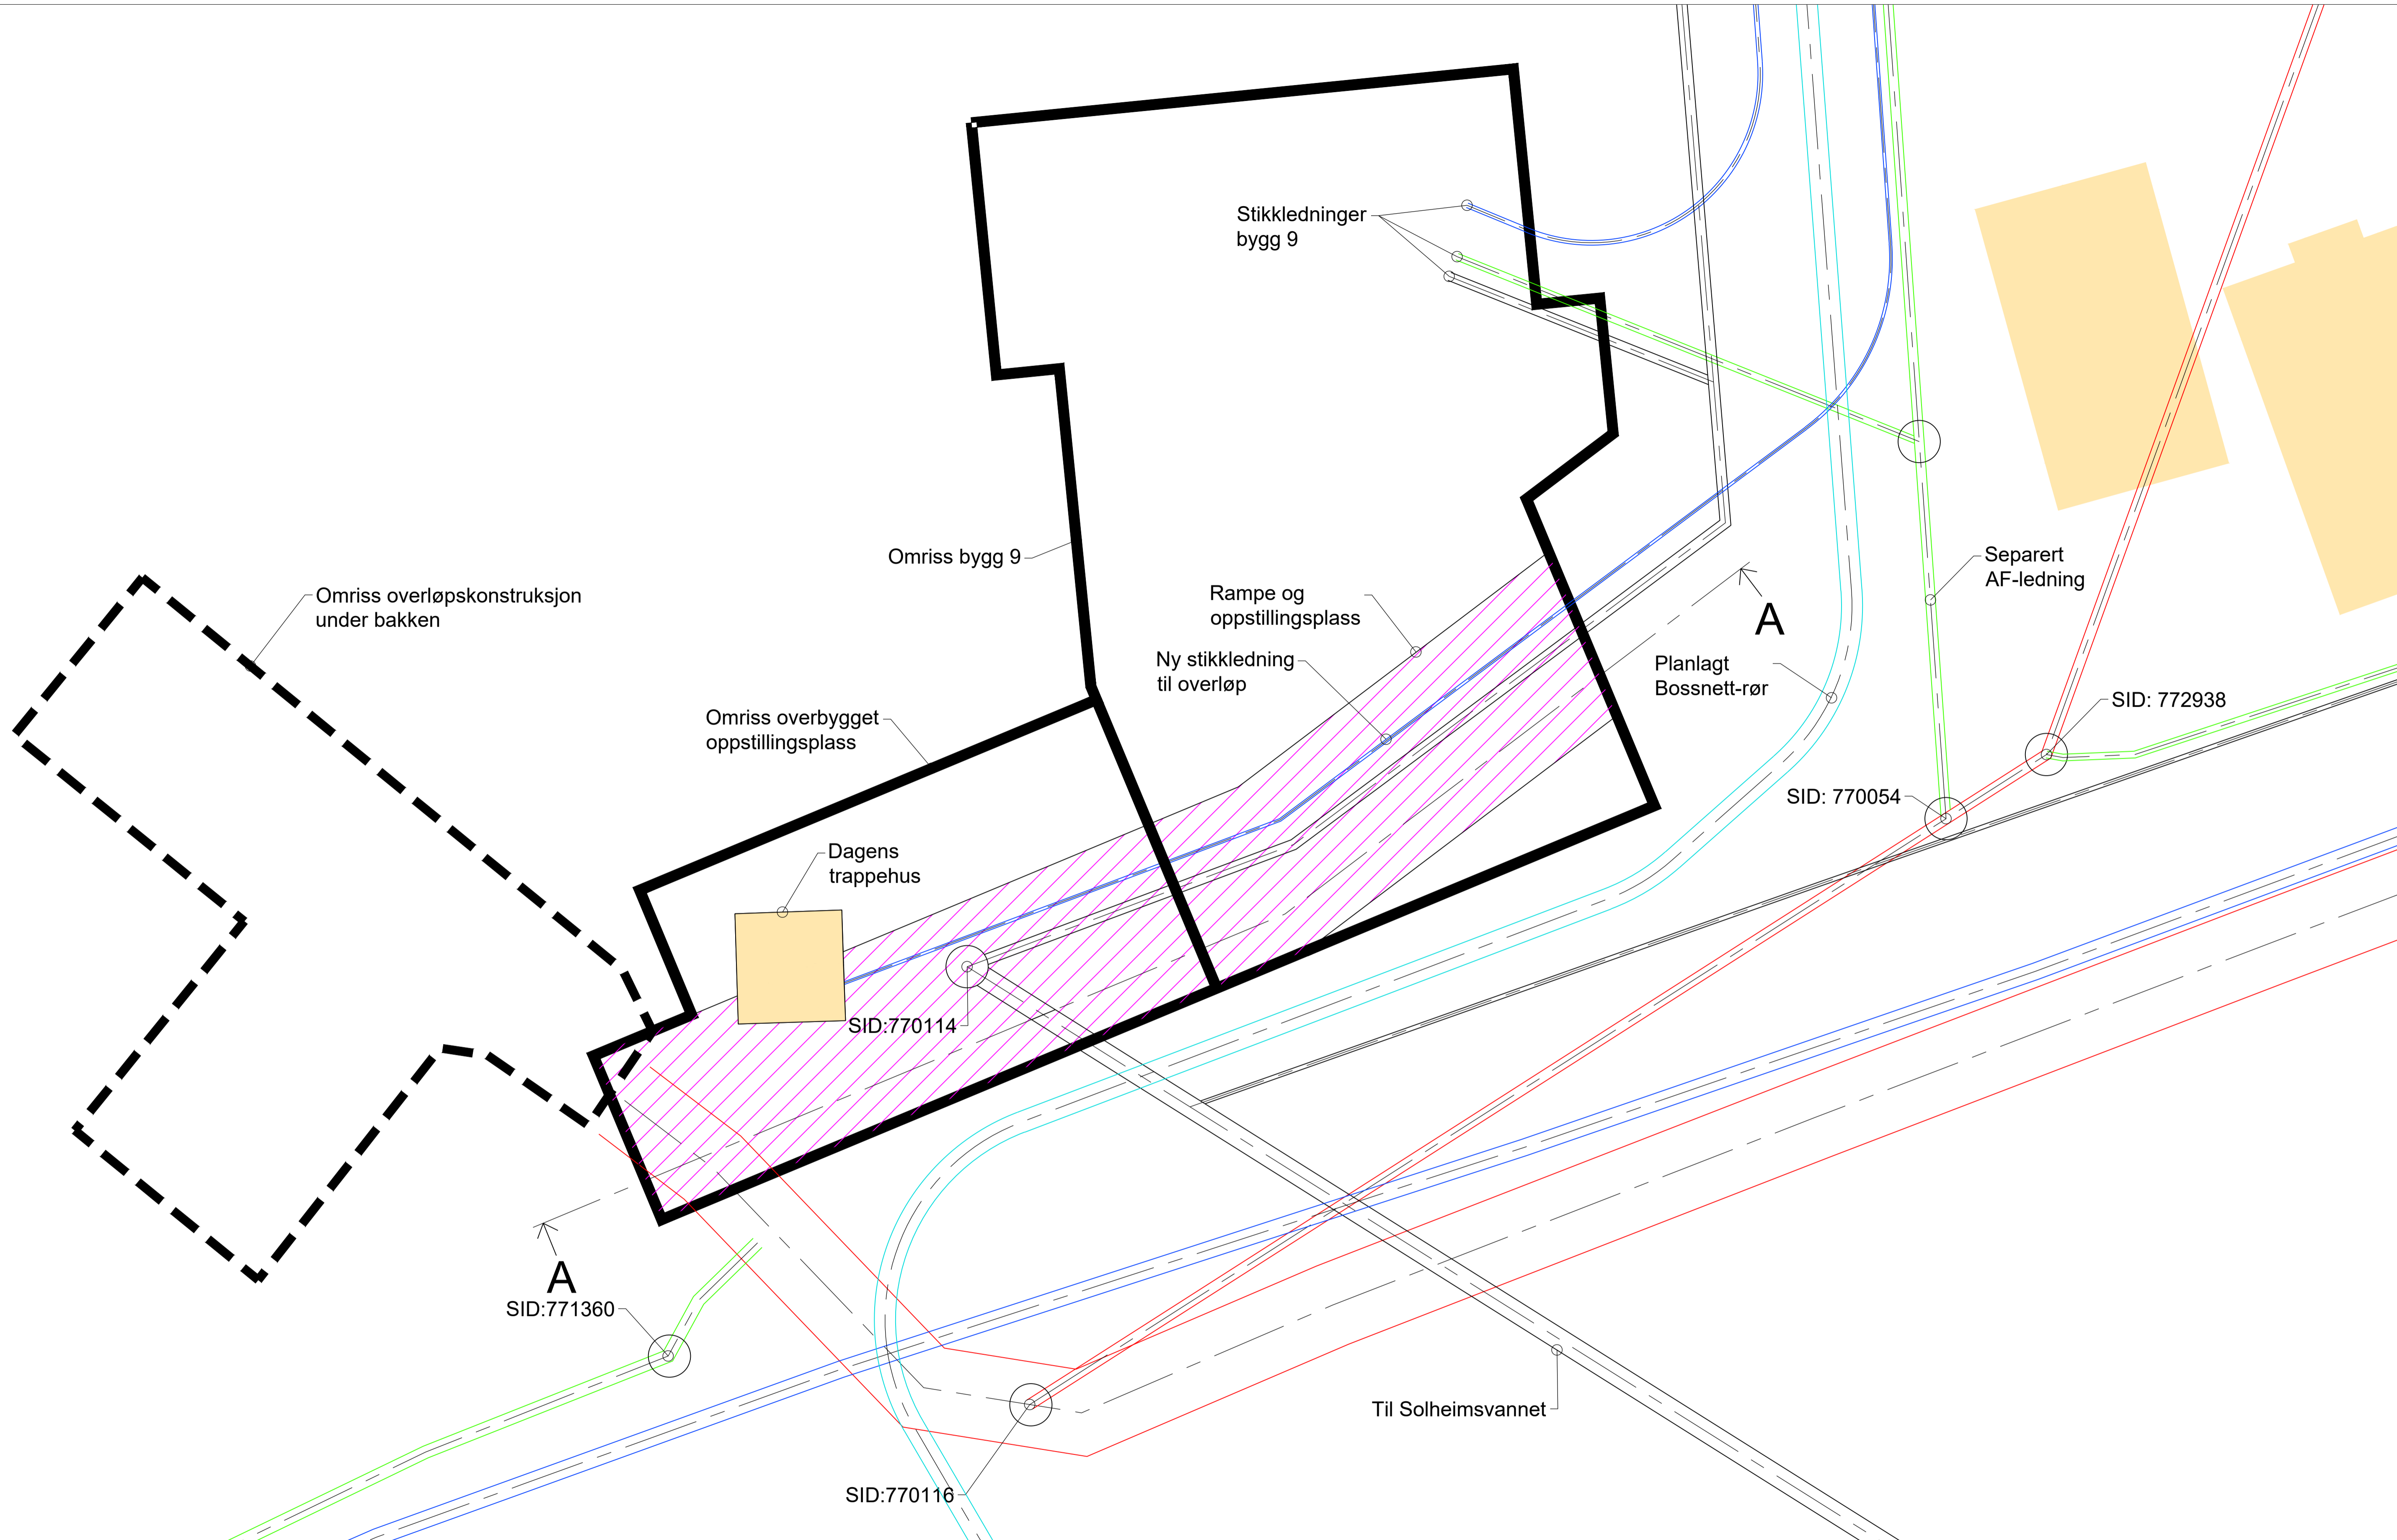 Stikkledninger
bygg 9
Omriss bygg 9
Separert
AF-ledning
Omriss overløpskonstruksjon
under bakken
Rampe og
oppstillingsplass
A
Ny stikkledning
til overløp
Planlagt
Bossnett-rør
SID: 772938
Omriss overbygget
oppstillingsplass
SID: 770054
Dagens
trappehus
SID:770114
A
SID:771360
Til Solheimsvannet
SID:770116